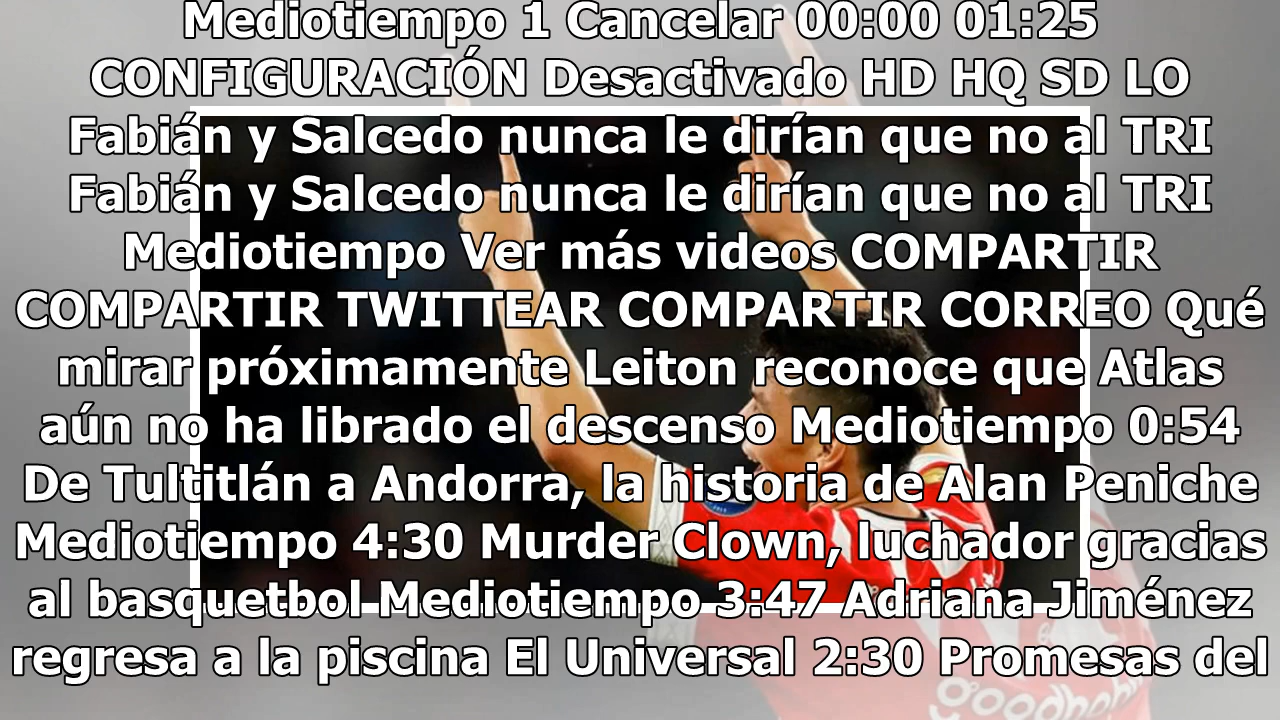 Mediotiempo 1 Cancelar 00:00 01:25
CONFIGURACIÓN Desactivado HD HQ SD LO
Fabián y Salcedo nunca le dirían que no al TRI
Fabián y Salcedo nunca le dirían que no al TRI
Mediotiempo Ver más videos COMPARTIR
COMPARTIR TWITTEAR COMPARTIR CORREO Qué
mirar próximamente Leiton reconoce que Atlas
aún no ha librado el descenso Mediotiempo 0:54
De Tultitlán a Andorra, la historia de Alan Peniche
Mediotiempo 4:30 Murder Clown, luchador gracias
al basquetbol Mediotiempo 3:47 Adriana Jiménez
regresa a la piscina El Universal 2:30 Promesas del